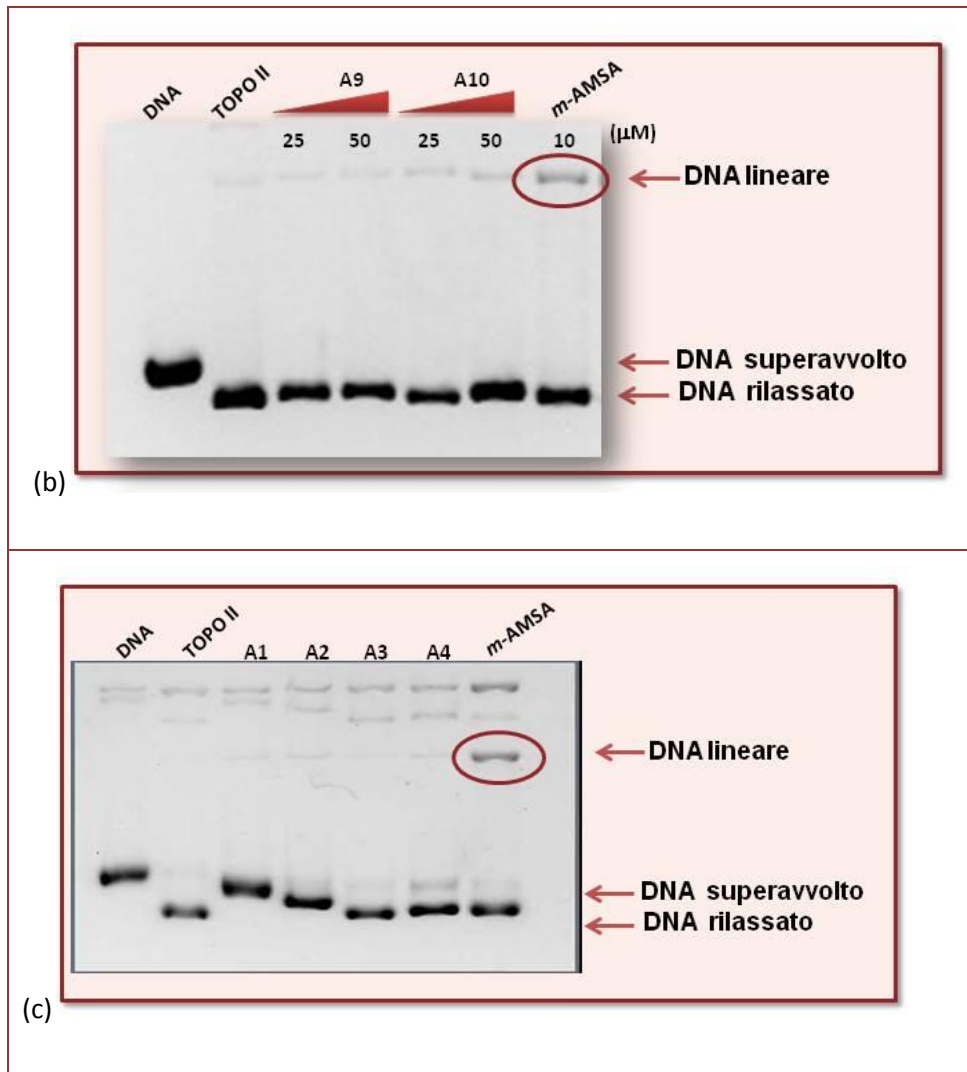 DNA TOPO II A9 A10 m-AMSA
25 50 25 50 10 (µM)
DNA lineare
DNA superavvolto
DNA rilassato
(b)
DNA TOPO II A1 A2 A3 A4 m-AMSA
DNA lineare
DNA superavvolto
DNA rilassato
(c)